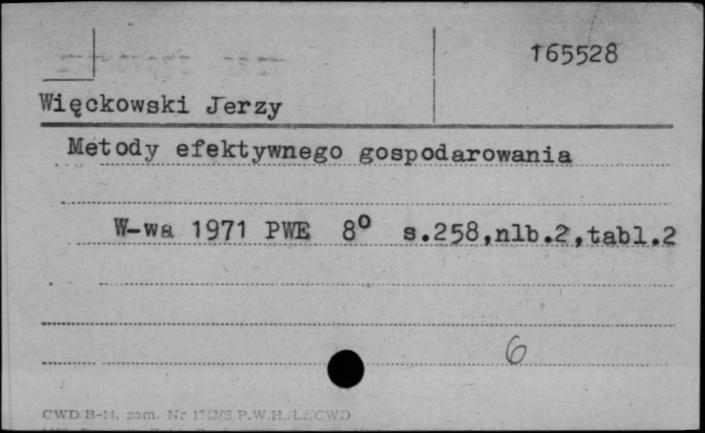 165528
Więckowski Jerzy
Metody efektywnego gospodarowania
W-wa 1971 PWE 8° s.258,nlb.2,tabl.2
6
CWD B-14. zam. Nr